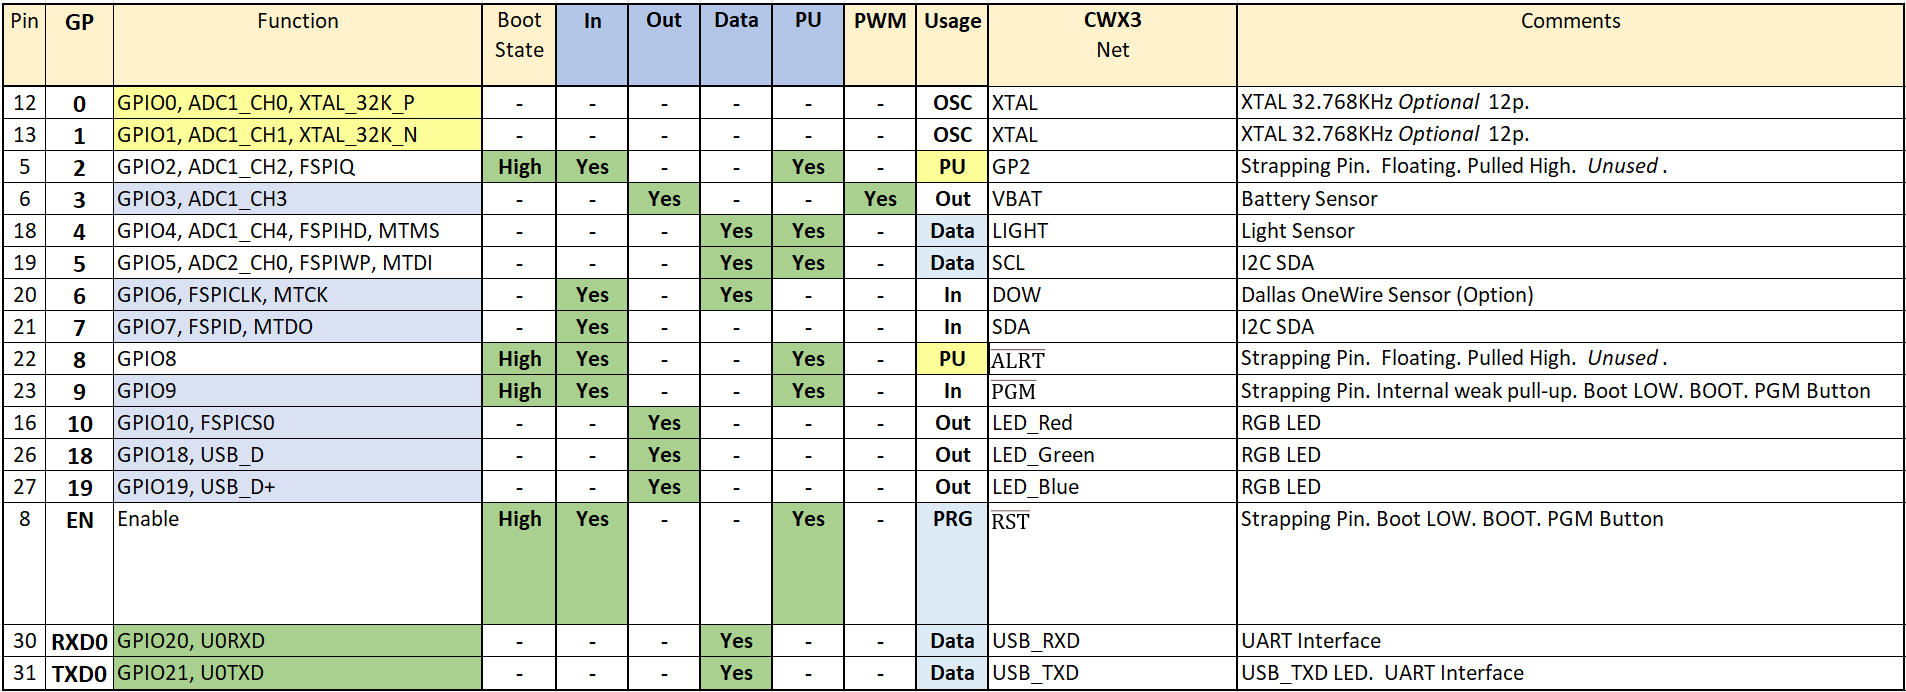 Pin GP Function Boot State In Out Data PU PWM Usage CWX3 Net Comments
12 0 GPIO0, ADC1_CH0, XTAL_32K_P - - - - - - OSC XTAL XTAL 32.768KHz Optional 12p.
13 1 GPIO1, ADC1_CH1, XTAL_32K_N - - - - - - OSC XTAL XTAL 32.768KHz Optional 12p.
5 2 GPIO2, ADC1_CH2, FSPIQ High Yes - - Yes - PU GP2 Strapping Pin. Floating. Pulled High. Unused.
6 3 GPIO3, ADC1_CH3 - - Yes - - Yes Out VBAT Battery Sensor
18 4 GPIO4, ADC1_CH4, FSPIHD, MTMS - - - Yes Yes - Data LIGHT Light Sensor
19 5 GPIO5, ADC2_CH0, FSPIWP, MTDI - - - Yes Yes - Data SCL I2C SDA
20 6 GPIO6, FSPICLK, MTCK - Yes - Yes - - In DOW Dallas OneWire Sensor (Option)
21 7 GPIO7, FSPID, MTDO - Yes - - - - In SDA I2C SDA
22 8 GPIO8 High Yes - - Yes - PU ALRT Strapping Pin. Floating. Pulled High. Unused.
23 9 GPIO9 High Yes - - Yes - In PGM Strapping Pin. Internal weak pull-up. Boot LOW. BOOT. PGM Button
16 10 GPIO10, FSPICS0 - - Yes - - - Out LED_Red RGB LED
26 18 GPIO18, USB_D - - Yes - - - Out LED_Green RGB LED
27 19 GPIO19, USB_D+ - - Yes - - - Out LED_Blue RGB LED
8 EN Enable High Yes - - Yes - PRG RST Strapping Pin. Boot LOW. BOOT. PGM Button
30 RXD0 GPIO20, U0RXD - - - Yes - - Data USB_RXD UART Interface
31 TXD0 GPIO21, U0TXD - - - Yes - - Data USB_TXD USB_TXD LED. UART Interface